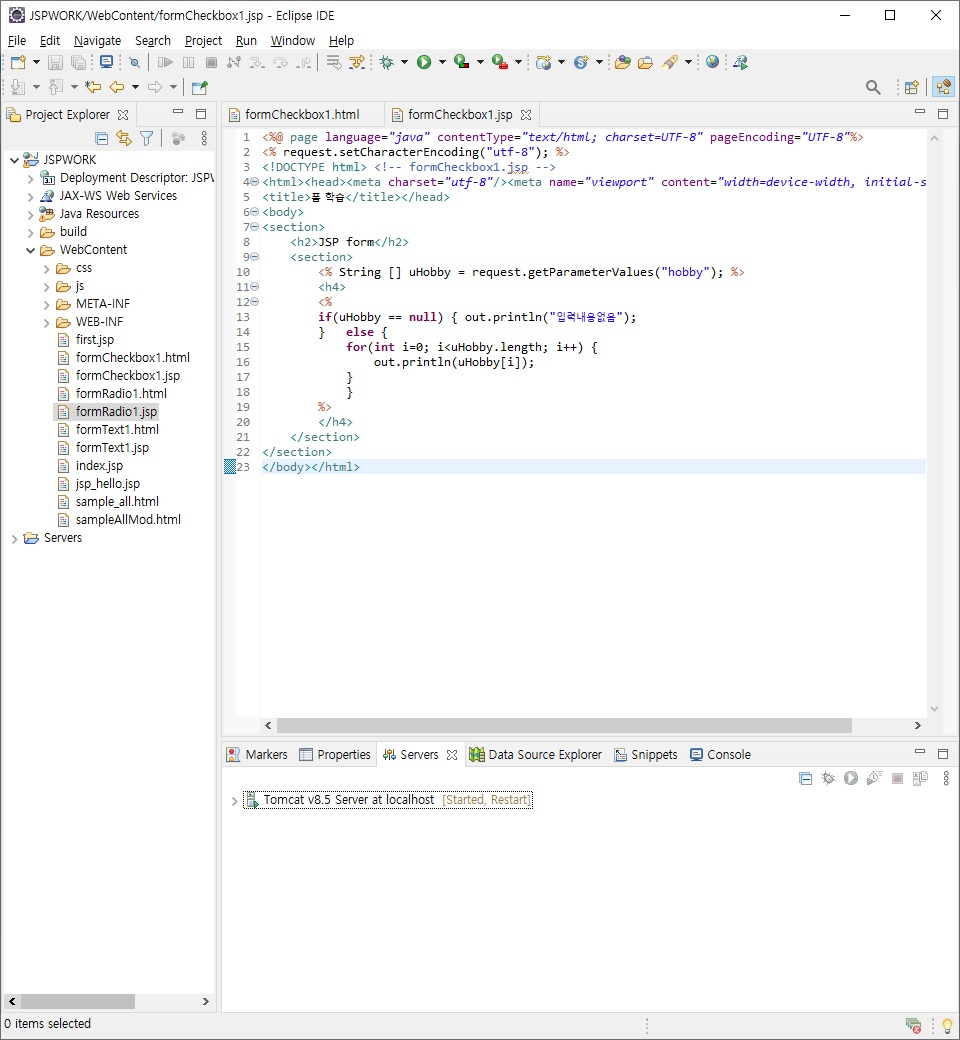 JSPWORK/WebContent/formCheckbox1.jsp - Eclipse IDE
File Edit Navigate Search Project Run Window Help
Project Explorer
JSPWORK
Deployment Descriptor: JSPW
JAX-WS Web Services
Java Resources
build
WebContent
css
js
META-INF
WEB-INF
first.jsp
formCheckbox1.html
formCheckbox1.jsp
formRadio1.html
formRadio1.jsp
formText1.html
formText1.jsp
index.jsp
jsp_hello.jsp
sample_all.html
sampleAllMod.html
Servers
formCheckbox1.html formCheckbox1.jsp
1 <%@ page language="java" contentType="text/html; charset=UTF-8" pageEncoding="UTF-8"%>
2 <% request.setCharacterEncoding("utf-8"); %>
3 <!DOCTYPE html> <!-- formCheckbox1.jsp -->
4 <html><head><meta charset="utf-8"/><meta name="viewport" content="width=device-width, initial-s
5 <title>폼 학습</title></head>
6 <body>
7 <section>
8 <h2>JSP form</h2>
9 <section>
10 <% String [] uHobby = request.getParameterValues("hobby"); %>
11 <h4>
12 <%
13 if(uHobby == null) { out.println("입력내용없음");
14 } else {
15 for(int i=0; i<uHobby.length; i++) {
16 out.println(uHobby[i]);
17 }
18 }
19 %>
20 </h4>
21 </section>
22 </section>
23 </body></html>
Markers Properties Servers Data Source Explorer Snippets Console
Tomcat v8.5 Server at localhost [Started, Restart]
0 items selected